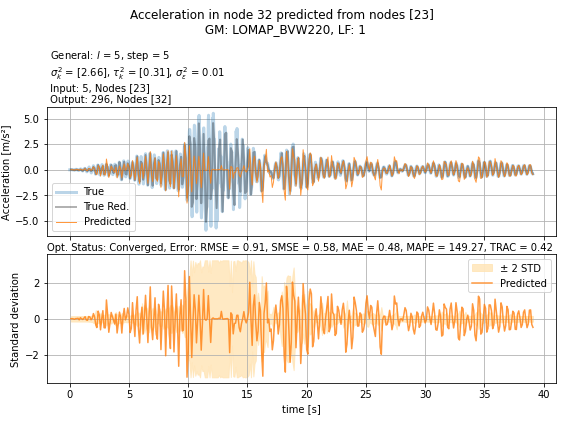 Acceleration in node 32 predicted from nodes [23]
GM: LOMAP_BVW220, LF: 1
General: l = 5, step = 5
σ²ₖ = [2.66], τ²ₖ = [0.31], σ²ε = 0.01
Input: 5, Nodes [23]
Output: 296, Nodes [32]
Acceleration [m/s²]
5.0
2.5
0.0
−2.5
−5.0
True
True Red.
Predicted
Opt. Status: Converged, Error: RMSE = 0.91, SMSE = 0.58, MAE = 0.48, MAPE = 149.27, TRAC = 0.42
Standard deviation
2
0
−2
± 2 STD
Predicted
0 5 10 15 20 25 30 35 40
time [s]